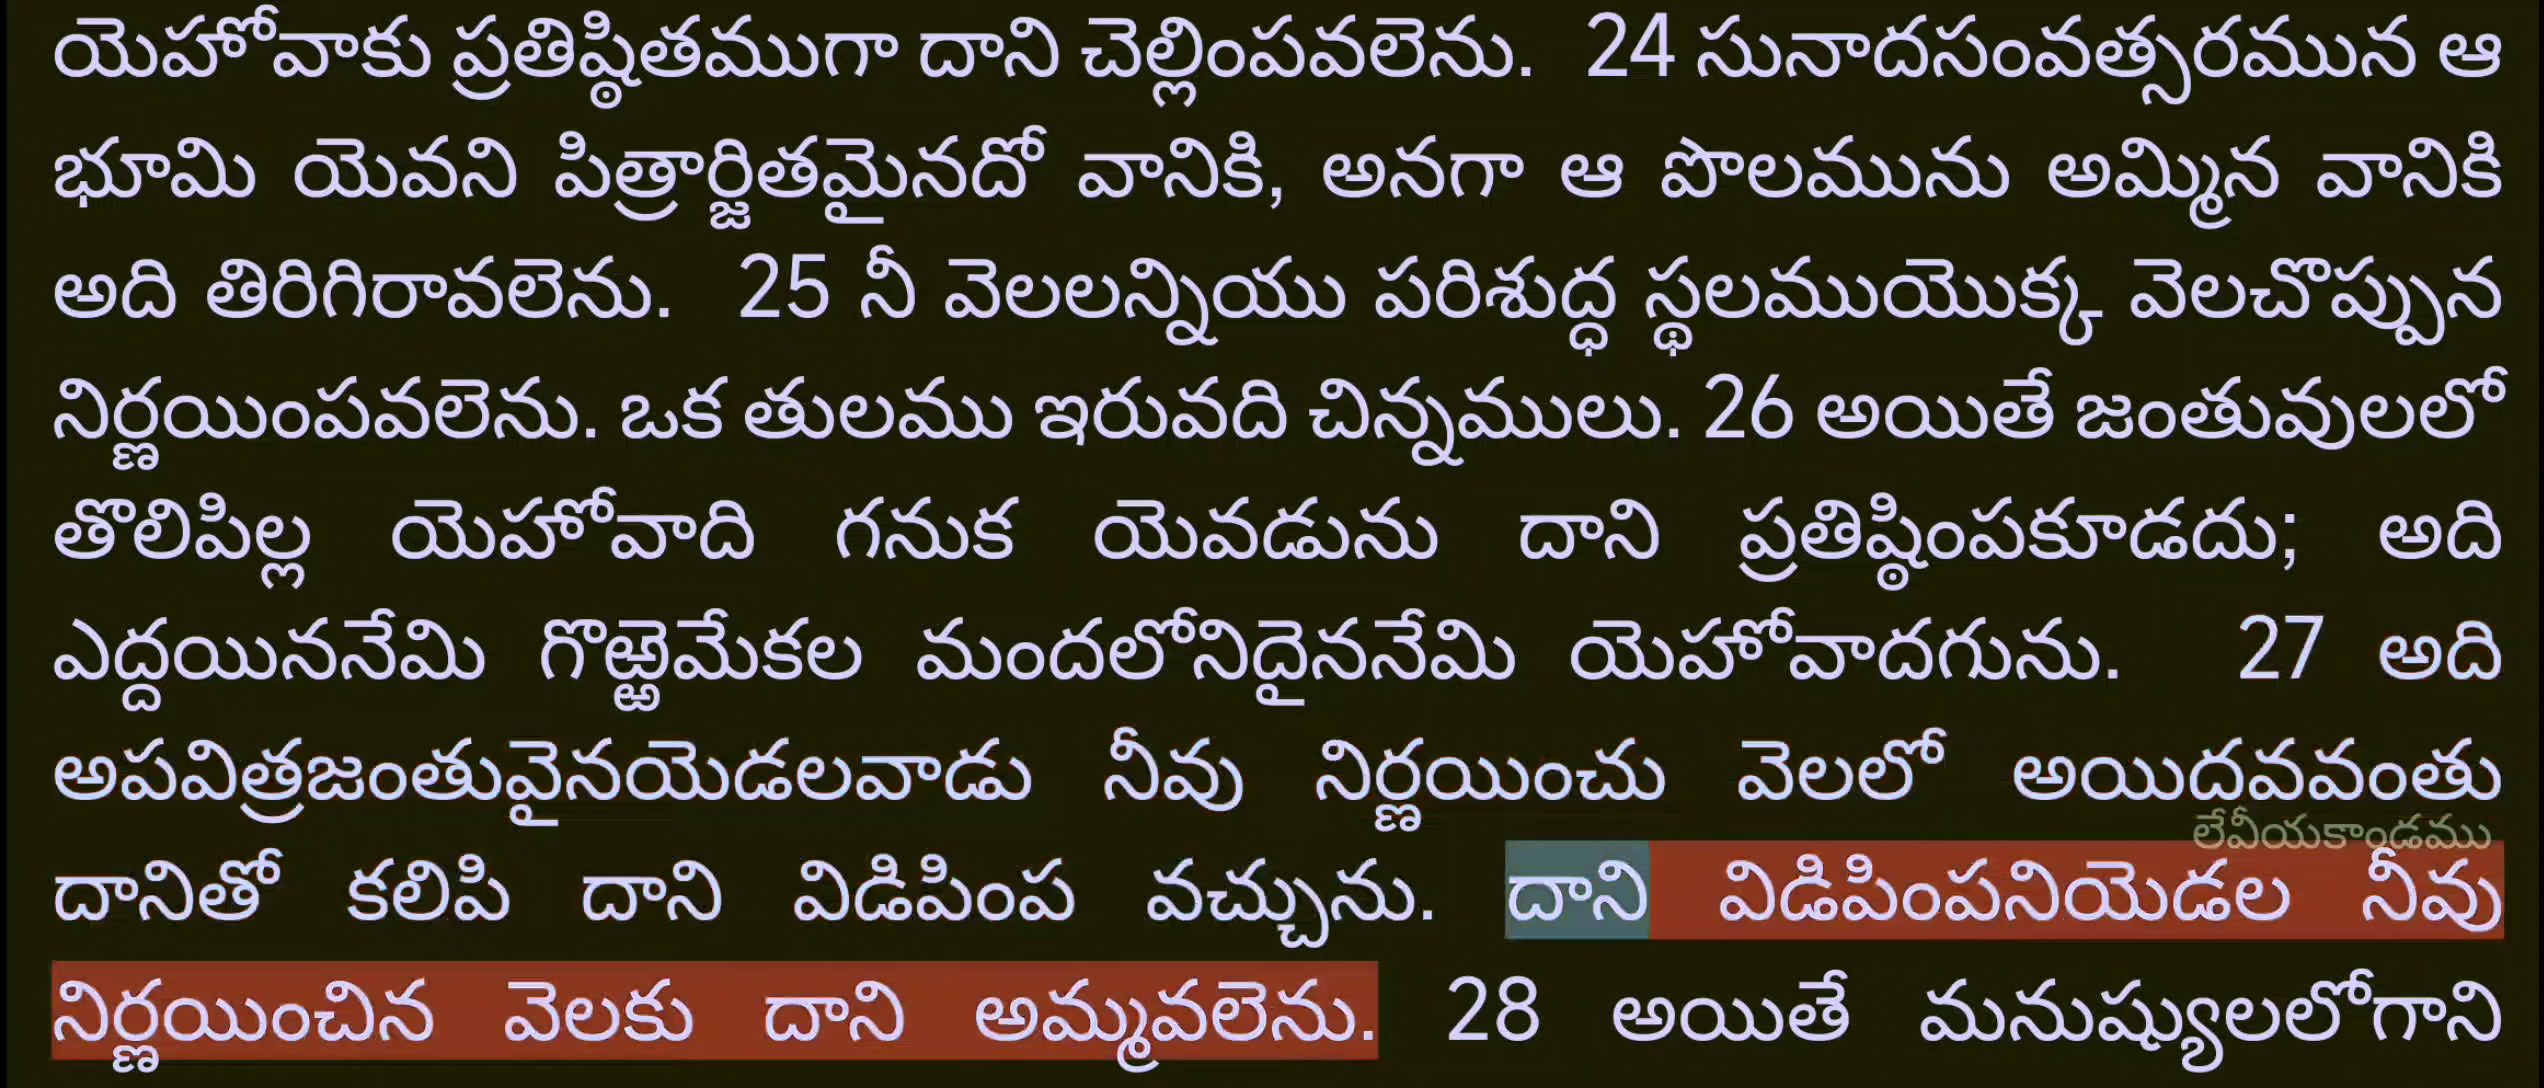 యెహోవాకు ప్రతిష్ఠితముగా దాని చెల్లింపవలెను. 24 సునాదసంవత్సరమున ఆ
భూమి యెవని పిత్రార్జితమైనదో వానికి, అనగా ఆ పొలమును అమ్మిన వానికి
అది తిరిగిరావలెను. 25 నీ వెలలన్నియు పరిశుద్ధ స్థలముయొక్క వెలచొప్పున
నిర్ణయింపవలెను. ఒక తులము ఇరువది చిన్నములు. 26 అయితే జంతువులలో
తొలిపిల్ల యెహోవాది గనుక యెవడును దాని ప్రతిష్ఠింపకూడదు; అది
ఎద్దయిననేమి గొఱ్ఱెమేకల మందలోనిదైననేమి యెహోవాదగును. 27 అది
అపవిత్రజంతువైనయెడలవాడు నీవు నిర్ణయించు వెలలో అయిదవవంతు
లేవీయకాండము
దానితో కలిపి దాని విడిపింప వచ్చును. దాని విడిపింపనియెడల నీవు
నిర్ణయించిన వెలకు దాని అమ్మవలెను. 28 అయితే మనుష్యులలోగాని